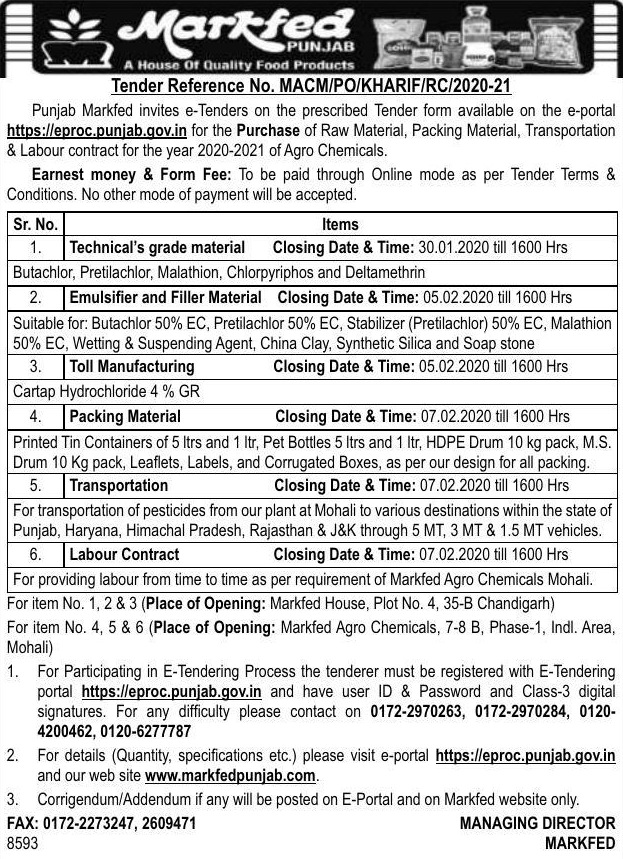 Markfed
PUNJAB
A House Of Quality Food Products
Tender Reference No. MACM/PO/KHARIF/RC/2020-21
Punjab Markfed invites e-Tenders on the prescribed Tender form available on the e-portal
https://eproc.punjab.gov.in for the Purchase of Raw Material, Packing Material, Transportation
& Labour contract for the year 2020-2021 of Agro Chemicals.
Earnest money & Form Fee: To be paid through Online mode as per Tender Terms &
Conditions. No other mode of payment will be accepted.
Sr. No. Items
1. Technical's grade material Closing Date & Time: 30.01.2020 till 1600 Hrs
Butachlor, Pretilachlor, Malathion, Chlorpyriphos and Deltamethrin
2. Emulsifier and Filler Material Closing Date & Time: 05.02.2020 till 1600 Hrs
Suitable for: Butachlor 50% EC, Pretilachlor 50% EC, Stabilizer (Pretilachlor) 50% EC, Malathion
50% EC, Wetting & Suspending Agent, China Clay, Synthetic Silica and Soap stone
3. Toll Manufacturing Closing Date & Time: 05.02.2020 till 1600 Hrs
Cartap Hydrochloride 4 % GR
4. Packing Material Closing Date & Time: 07.02.2020 till 1600 Hrs
Printed Tin Containers of 5 ltrs and 1 ltr, Pet Bottles 5 ltrs and 1 ltr, HDPE Drum 10 kg pack, M.S.
Drum 10 Kg pack, Leaflets, Labels, and Corrugated Boxes, as per our design for all packing.
5. Transportation Closing Date & Time: 07.02.2020 till 1600 Hrs
For transportation of pesticides from our plant at Mohali to various destinations within the state of
Punjab, Haryana, Himachal Pradesh, Rajasthan & J&K through 5 MT, 3 MT & 1.5 MT vehicles.
6. Labour Contract Closing Date & Time: 07.02.2020 till 1600 Hrs
For providing labour from time to time as per requirement of Markfed Agro Chemicals Mohali.
For item No. 1, 2 & 3 (Place of Opening: Markfed House, Plot No. 4, 35-B Chandigarh)
For item No. 4, 5 & 6 (Place of Opening: Markfed Agro Chemicals, 7-8 B, Phase-1, Indl. Area,
Mohali)
1. For Participating in E-Tendering Process the tenderer must be registered with E-Tendering
portal https://eproc.punjab.gov.in and have user ID & Password and Class-3 digital
signatures. For any difficulty please contact on 0172-2970263, 0172-2970284, 0120-
4200462, 0120-6277787
2. For details (Quantity, specifications etc.) please visit e-portal https://eproc.punjab.gov.in
and our web site www.markfedpunjab.com.
3. Corrigendum/Addendum if any will be posted on E-Portal and on Markfed website only.
FAX: 0172-2273247, 2609471 MANAGING DIRECTOR
8593 MARKFED